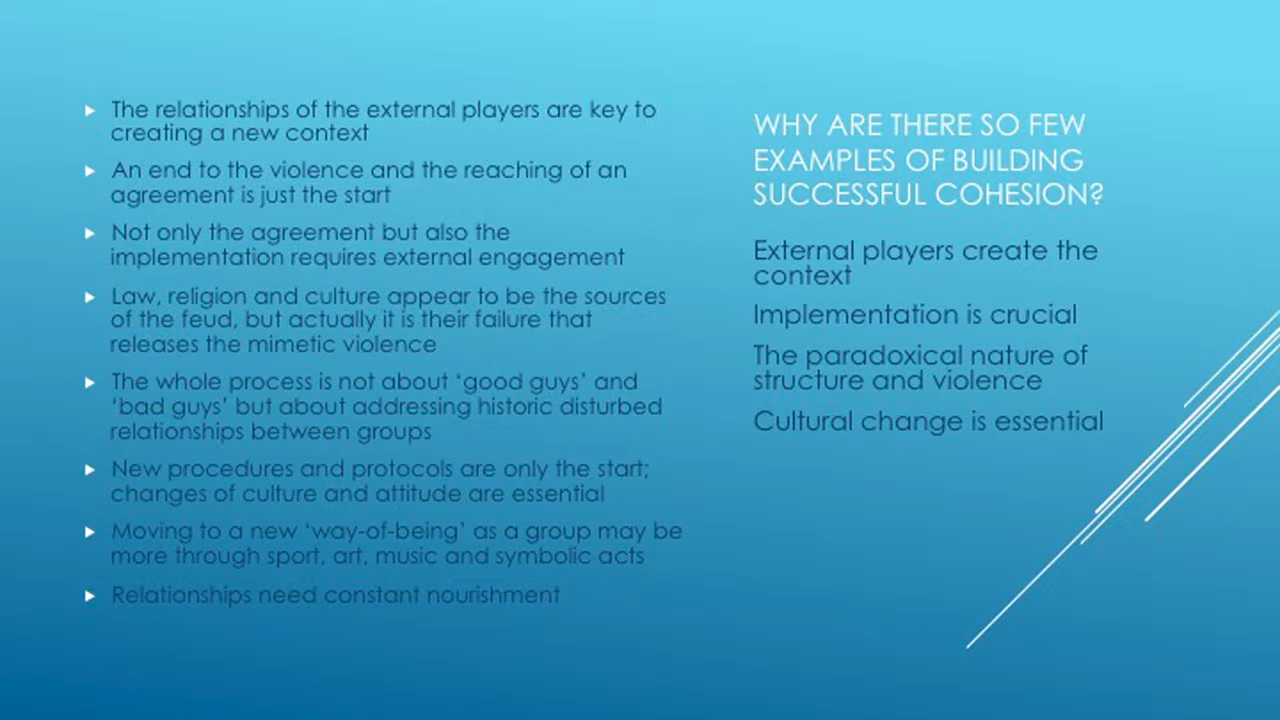 The relationships of the external players are key to
creating a new context
An end to the violence and the reaching of an
agreement is just the start
Not only the agreement but also the
implementation requires external engagement
Law, religion and culture appear to be the sources
of the feud, but actually it is their failure that
releases the mimetic violence
The whole process is not about ‘good guys’ and
‘bad guys’ but about addressing historic disturbed
relationships between groups
New procedures and protocols are only the start;
changes of culture and attitude are essential
Moving to a new ‘way-of-being’ as a group may be
more through sport, art, music and symbolic acts
Relationships need constant nourishment
WHY ARE THERE SO FEW
EXAMPLES OF BUILDING
SUCCESSFUL COHESION?
External players create the
context
Implementation is crucial
The paradoxical nature of
structure and violence
Cultural change is essential